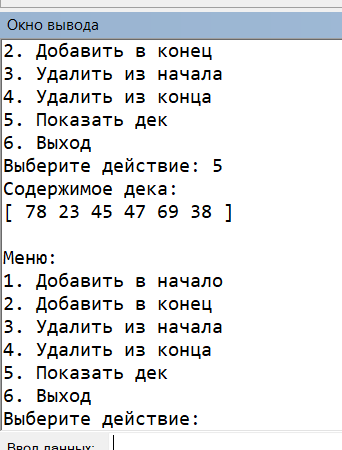 Окно вывода
2. Добавить в конец
3. Удалить из начала
4. Удалить из конца
5. Показать дек
6. Выход
Выберите действие: 5
Содержимое дека:
[ 78 23 45 47 69 38 ]
Меню:
1. Добавить в начало
2. Добавить в конец
3. Удалить из начала
4. Удалить из конца
5. Показать дек
6. Выход
Выберите действие:
Ввод данных: